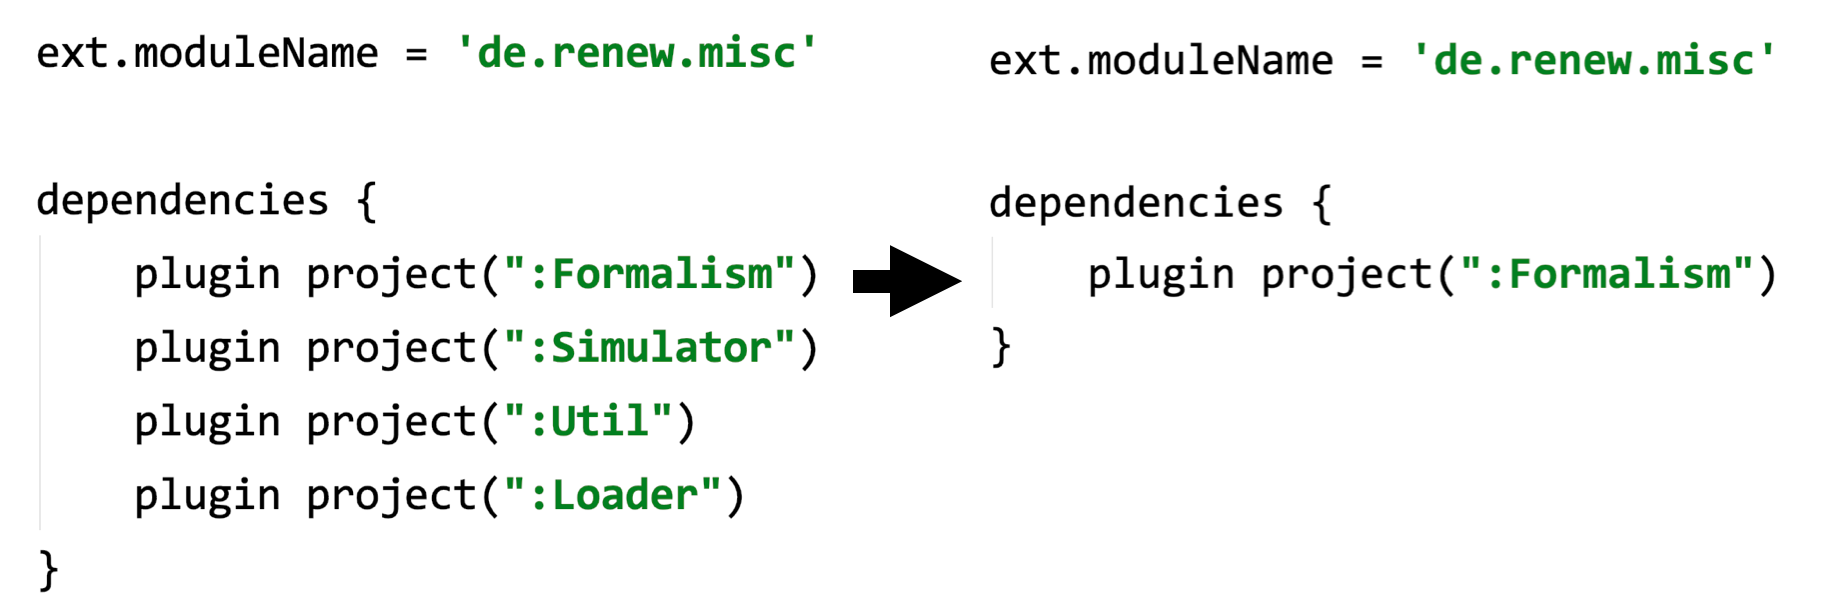 ext.moduleName = 'de.renew.misc'
dependencies {
plugin project(":Formalism")
plugin project(":Simulator")
plugin project(":Util")
plugin project(":Loader")
}
ext.moduleName = 'de.renew.misc'
dependencies {
plugin project(":Formalism")
}